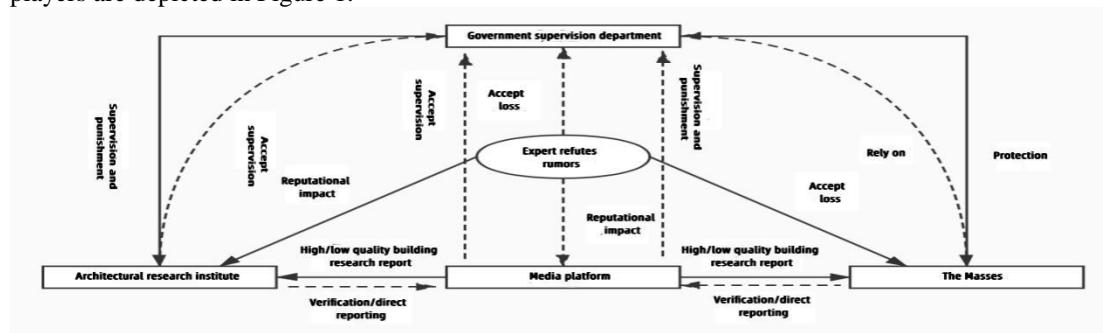 players are depicted in Figure 1.
Government supervision department
Supervision and
punishment
Accept
supervision
Reputational
impact
Accept
supervision
Accept
loss
Supervision and
punishment
Expert refutes
rumors
Rely on
Protection
Accept
loss
Reputational
impact
High/low quality building
research report
High/low quality building
research report
Architectural research institute
Media platform
The Masses
Verification/direct
reporting
Verification/direct
reporting